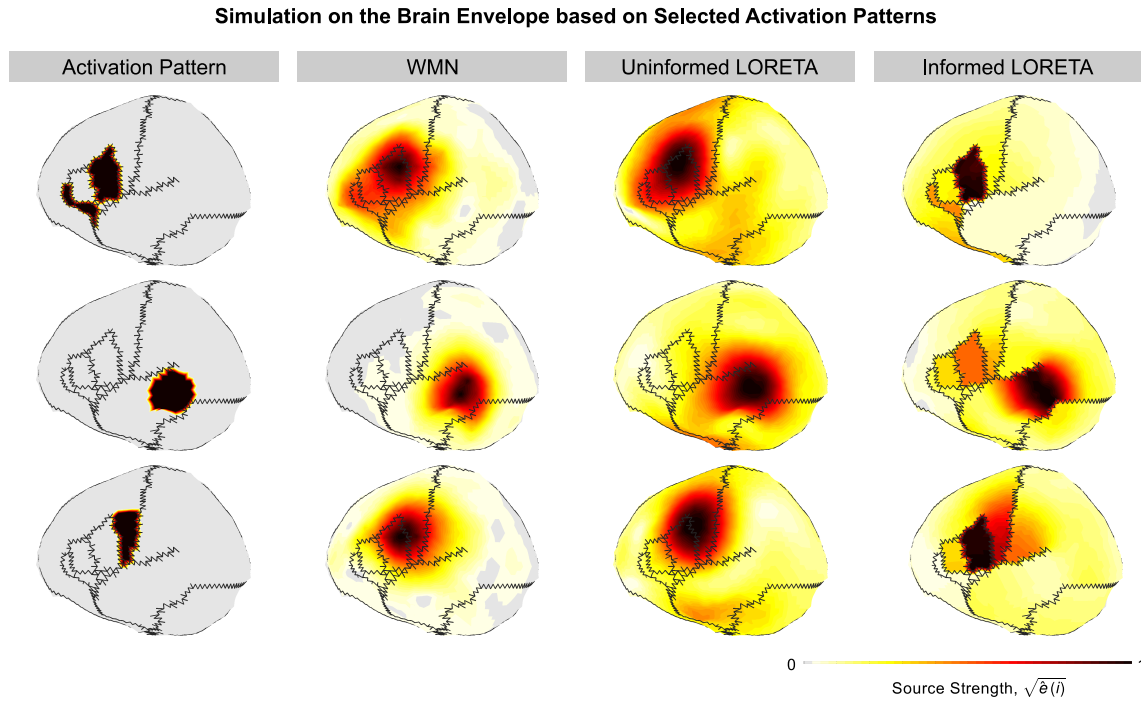 Simulation on the Brain Envelope based on Selected Activation Patterns
Activation Pattern WMN Uninformed LORETA Informed LORETA
0 1
Source Strength, √ê(i)